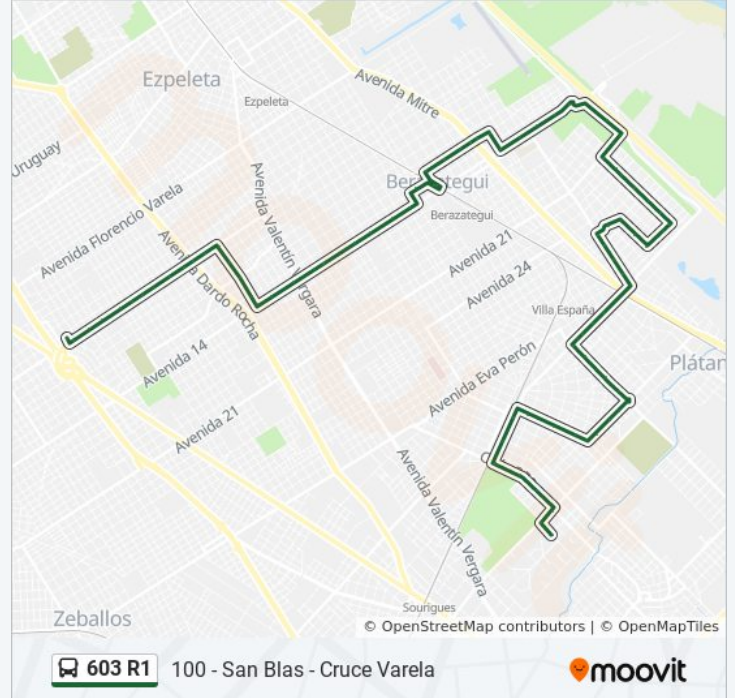 Ezpeleta
Ezpeleta
Avenida Mitre
Uruguay
Avenida Florencio Varela
Avenida Valentín Vergara
Berazategui
Berazategui
Avenida Dardo Rocha
Avenida 21
Avenida 24
Villa España
Avenida 14
Avenida Eva Perón
Plátan
Avenida 21
Avenida Valentín Vergara
Zeballos
Sourigues
© OpenStreetMap contributors | © OpenMapTiles
603 R1 100 - San Blas - Cruce Varela moovit